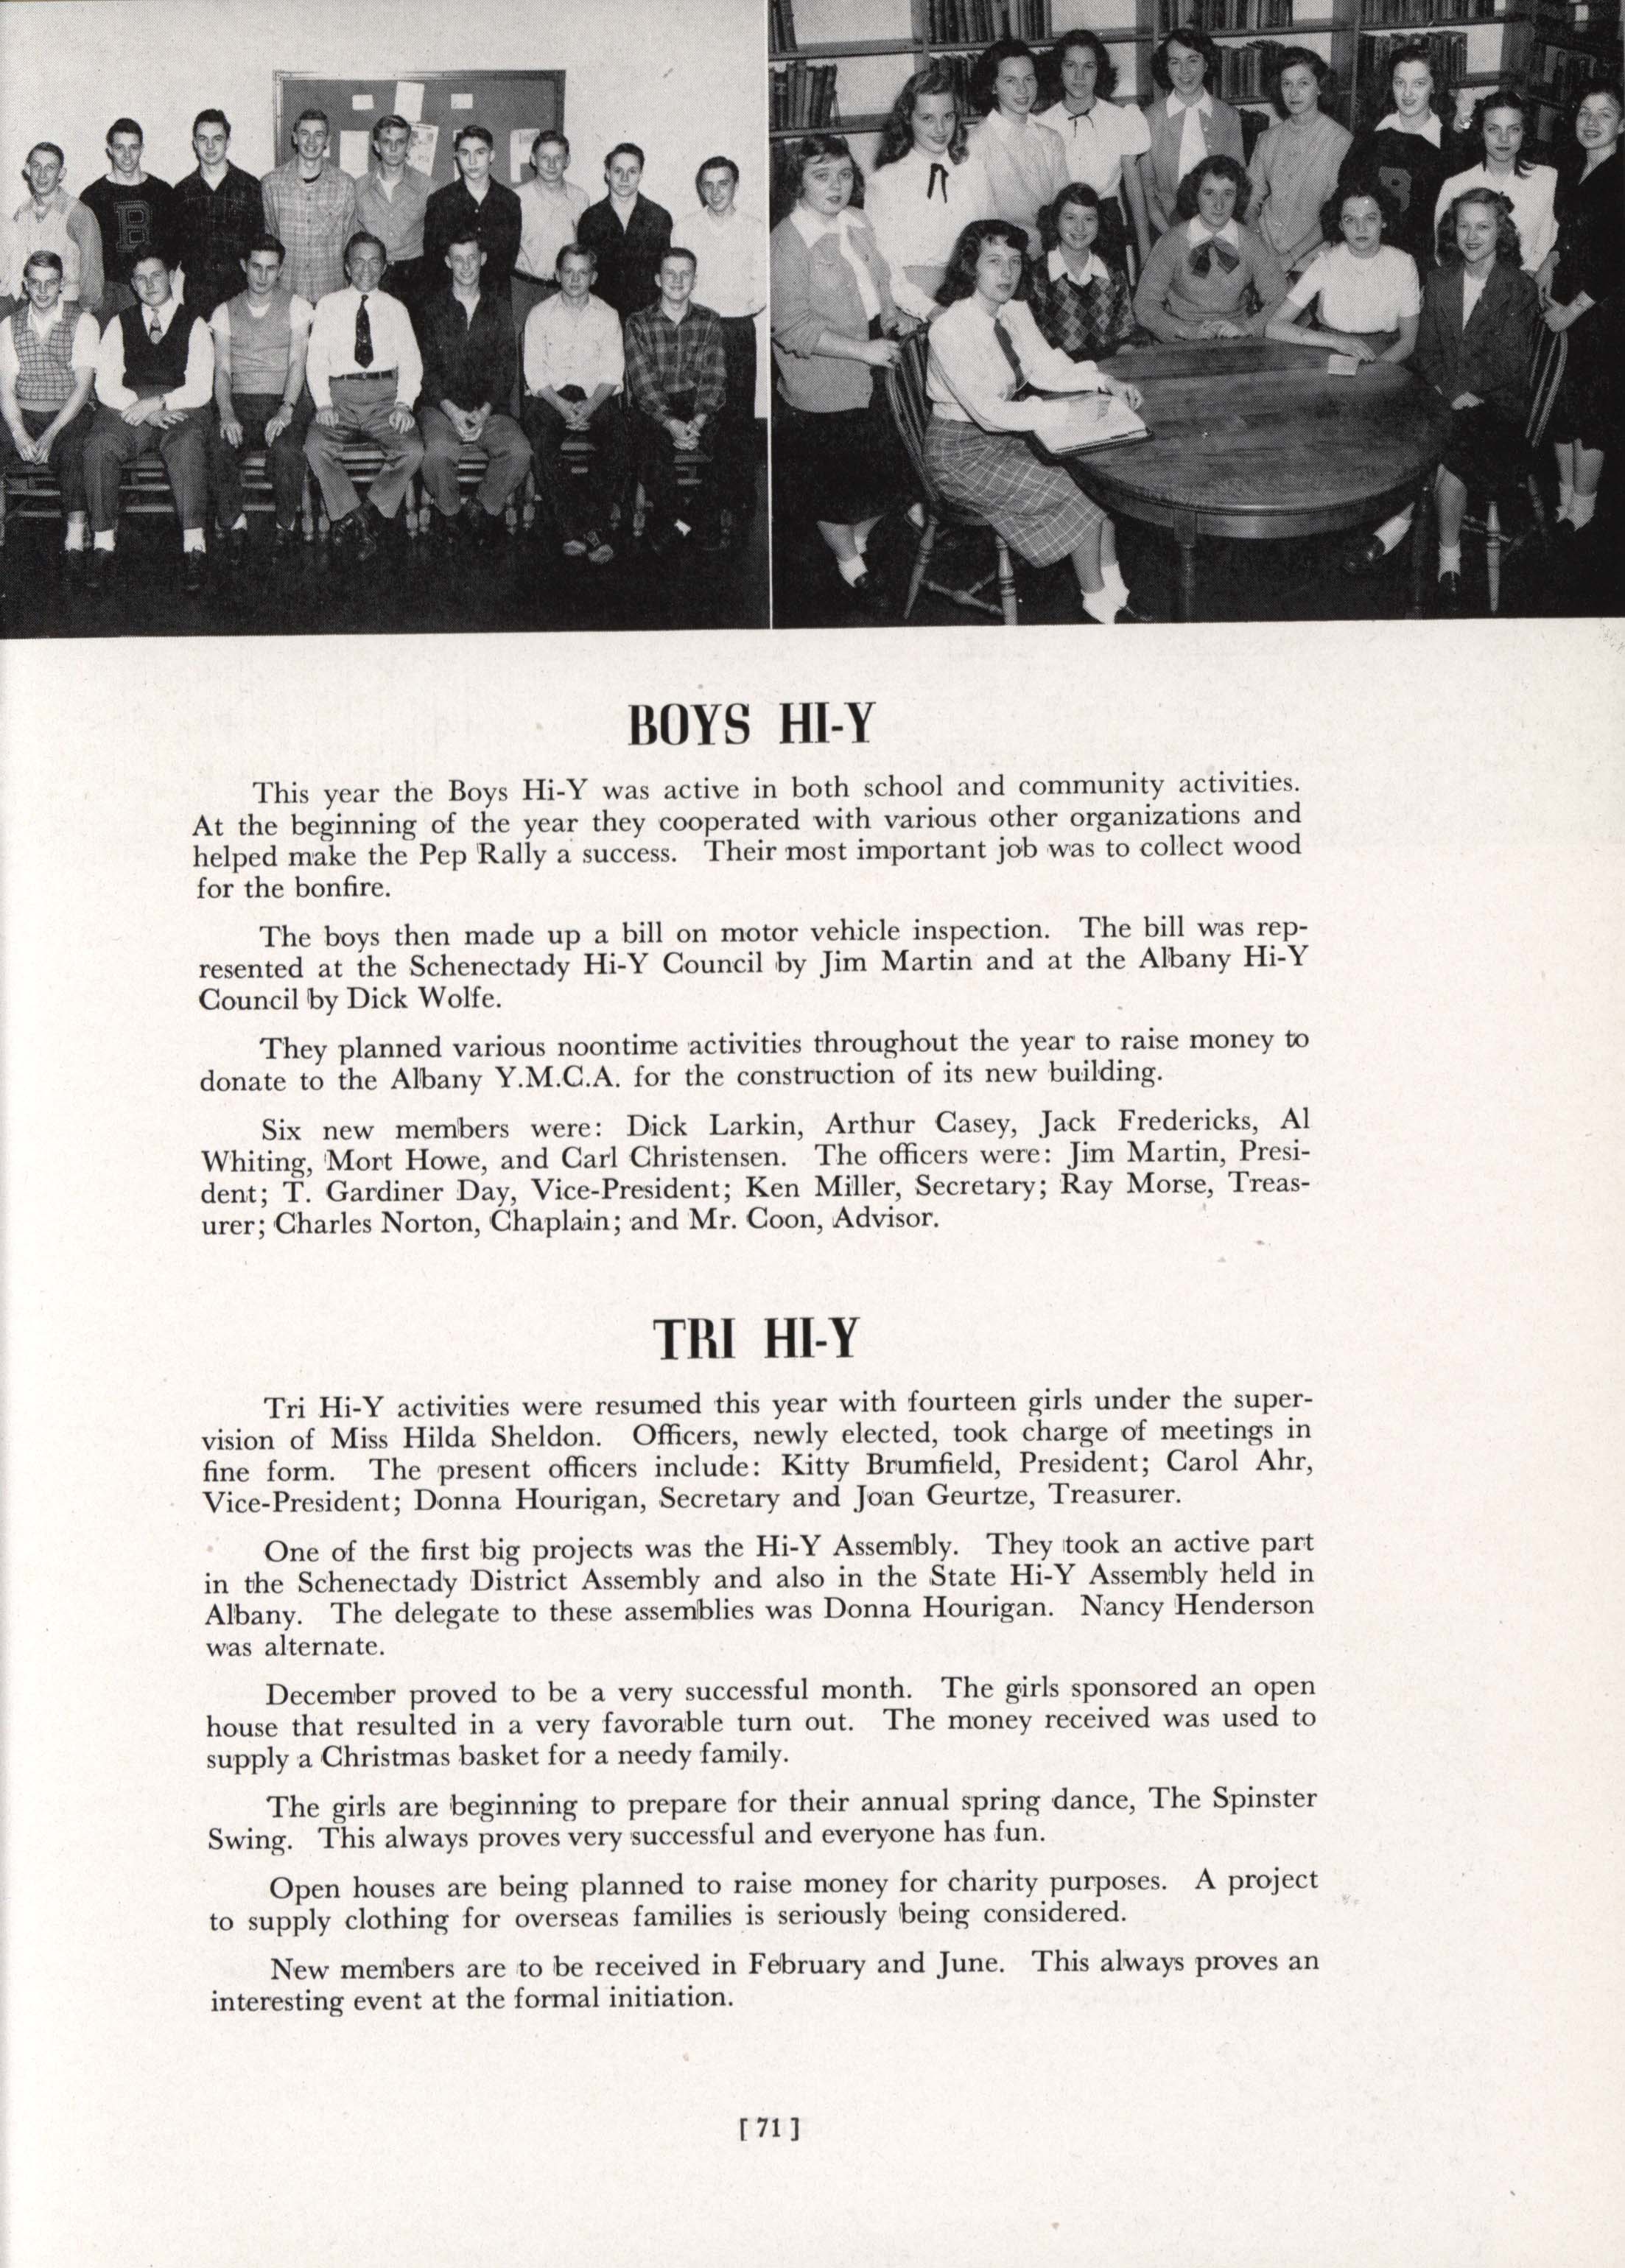 B
B
BOYS HI-Y
This year the Boys Hi-Y was active in both school and community activities.
At the beginning of the year they cooperated with various other organizations and
helped make the Pep Rally a success. Their most important job was to collect wood
for the bonfire.
The boys then made up a bill on motor vehicle inspection. The bill was rep-
resented at the Schenectady Hi-Y Council by Jim Martin and at the Albany Hi-Y
Council by Dick Wolfe.
They planned various noontime activities throughout the year to raise money to
donate to the Albany Y.M.C.A. for the construction of its new building.
Six new members were: Dick Larkin, Arthur Casey, Jack Fredericks, Al
Whiting, Mort Howe, and Carl Christensen. The officers were: Jim Martin, Presi-
dent; T. Gardiner Day, Vice-President; Ken Miller, Secretary; Ray Morse, Treas-
urer; Charles Norton, Chaplain; and Mr. Coon, Advisor.
TRI HI-Y
Tri Hi-Y activities were resumed this year with fourteen girls under the super-
vision of Miss Hilda Sheldon. Officers, newly elected, took charge of meetings in
fine form. The present officers include: Kitty Brumfield, President; Carol Ahr,
Vice-President; Donna Hourigan, Secretary and Joan Geurtze, Treasurer.
One of the first big projects was the Hi-Y Assembly. They took an active part
in the Schenectady District Assembly and also in the State Hi-Y Assembly held in
Albany. The delegate to these assemblies was Donna Hourigan. Nancy Henderson
was alternate.
December proved to be a very successful month. The girls sponsored an open
house that resulted in a very favorable turn out. The money received was used to
supply a Christmas basket for a needy family.
The girls are beginning to prepare for their annual spring dance, The Spinster
Swing. This always proves very successful and everyone has fun.
Open houses are being planned to raise money for charity purposes. A project
to supply clothing for overseas families is seriously being considered.
New members are to be received in February and June. This always proves an
interesting event at the formal initiation.
[ 71 ]